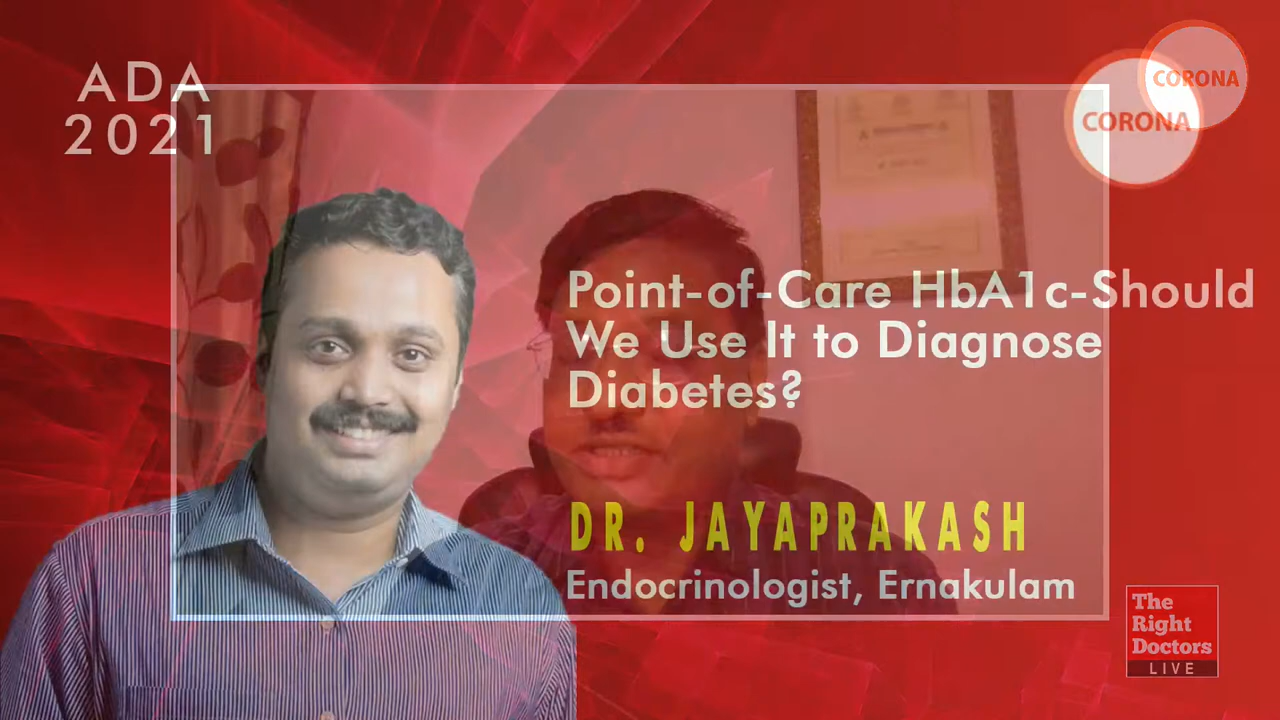 ADA
2021
CORONA
CORONA
Point-of-Care HbA1c-Should
We Use It to Diagnose
Diabetes?
DR. JAYAPRAKASH
Endocrinologist, Ernakulam
The
Right
Doctors
LIVE